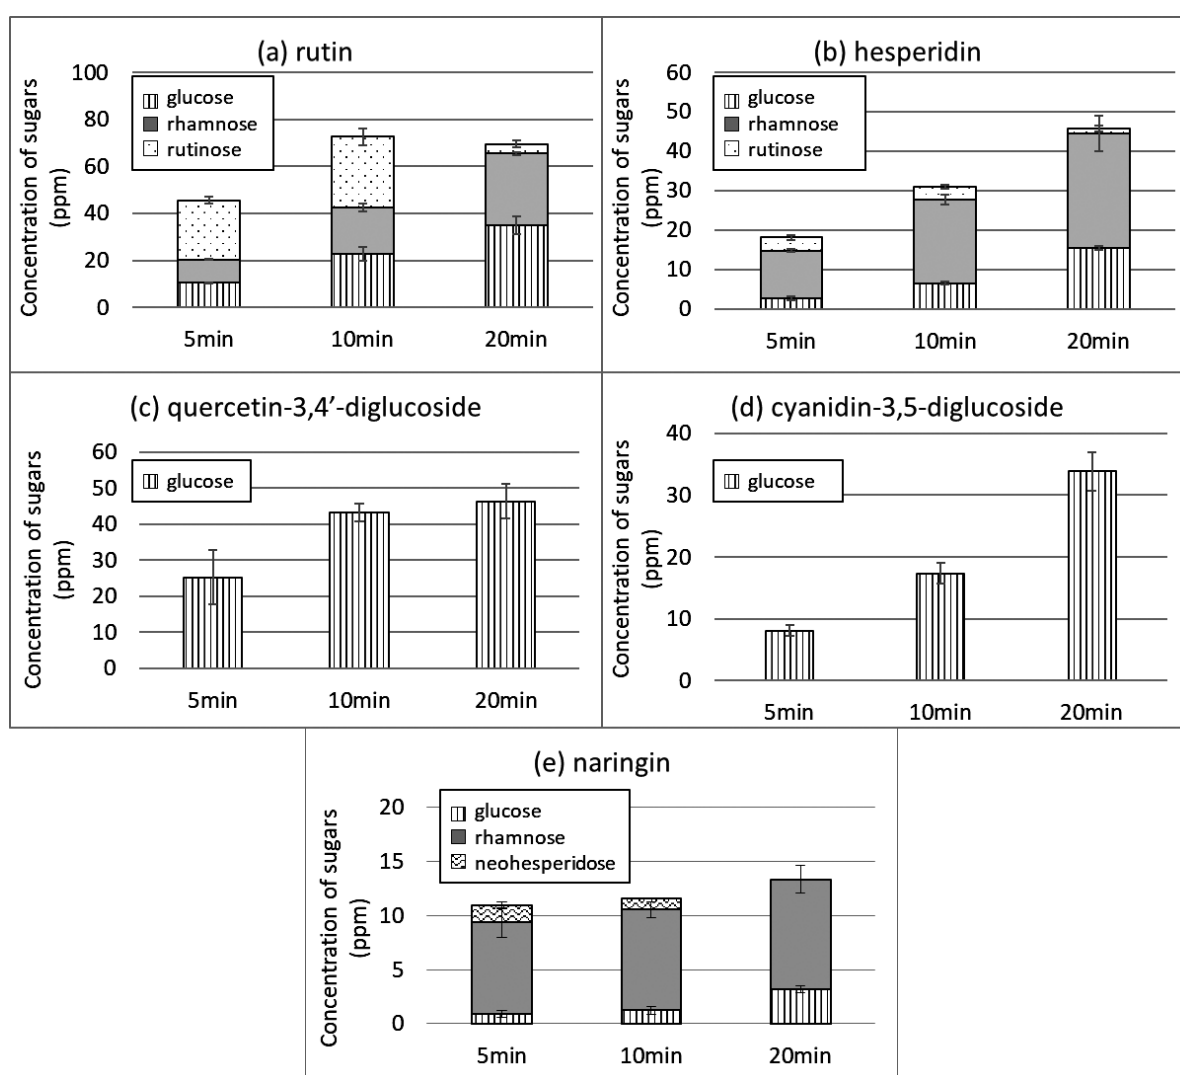 (a) rutin
Concentration of sugars
(ppm)
100
80
60
40
20
0
glucose
rhamnose
rutinose
5min 10min 20min
(b) hesperidin
Concentration of sugars
(ppm)
60
50
40
30
20
10
0
glucose
rhamnose
rutinose
5min 10min 20min
(c) quercetin-3,4′-diglucoside
Concentration of sugars
(ppm)
60
50
40
30
20
10
0
glucose
5min 10min 20min
(d) cyanidin-3,5-diglucoside
Concentration of sugars
(ppm)
40
30
20
10
0
glucose
5min 10min 20min
(e) naringin
Concentration of sugars
(ppm)
20
15
10
5
0
glucose
rhamnose
neohesperidose
5min 10min 20min